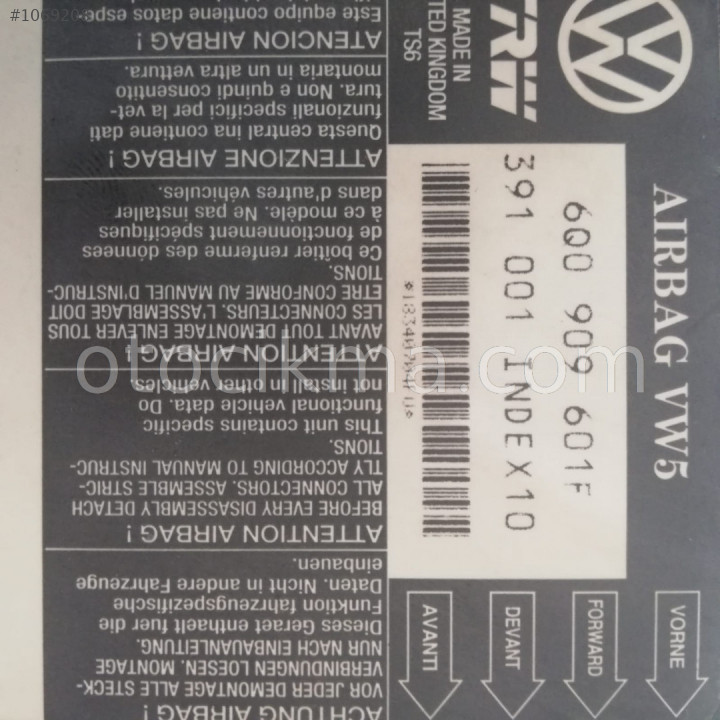 #10692
VW
TRW
MADE IN
UNITED KINGDOM
TS6
AIRBAG VW5
6Q0 909 601F
391 001 INDEX10
VORNE
FORWARD
DEVANT
AVANTI
ACHTUNG AIRBAG !
VOR JEDER DEMONTAGE ALLE STECK-
VERBINDUNGEN LOESEN. MONTAGE
NUR NACH EINBAUANLEITUNG.
Dieses Geraet enthaelt fuer die
Funktion fahrzeugspezifische
Daten. Nicht in andere Fahrzeuge
einbauen.
ATTENTION AIRBAG !
BEFORE EVERY DISASSEMBLY DETACH
ALL CONNECTORS. ASSEMBLE STRIC-
TLY ACCORDING TO MANUAL INSTRUC-
TIONS.
This unit contains specific
functional vehicle data. Do
not install in other vehicles.
ATTENTION AIRBAG !
AVANT TOUT DEMONTAGE ENLEVER TOUS
LES CONNECTEURS. L'ASSEMBLAGE DOIT
ETRE CONFORME AU MANUEL D'INSTRUC-
TIONS.
Ce boîtier renferme des données
de fonctionnement spécifiques
à ce modèle. Ne pas installer
dans d'autres véhicules.
ATTENZIONE AIRBAG !
Questa central ina contiene dati
funzionali specifici per la vet-
tura. Non e quindi consentito
montaria in un altra vettura.
ATENCION AIRBAG !
Este equipo contiene datos espe-
otocikma.com